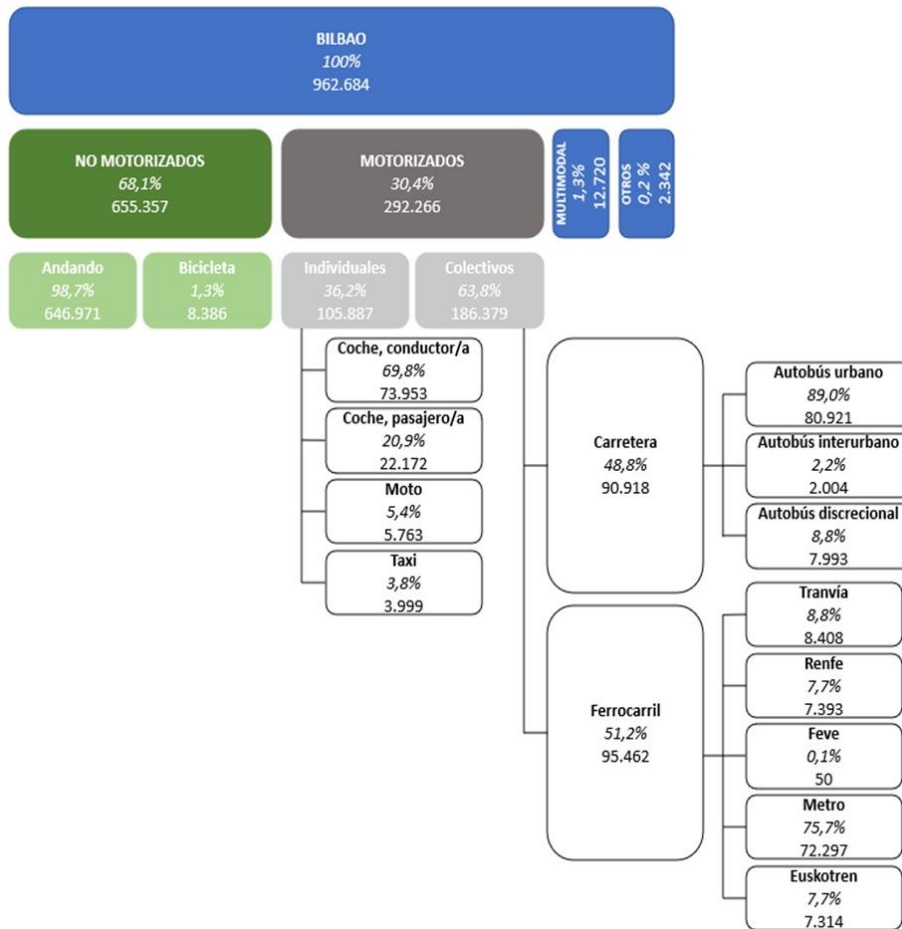 BILBAO
100%
962.684
NO MOTORIZADOS
68,1%
655.357
MOTORIZADOS
30,4%
292.266
MULTIMODAL
1,3%
12.720
OTROS
0,2 %
2.342
Andando
98,7%
646.971
Bicicleta
1,3%
8.386
Individuales
36,2%
105.887
Colectivos
63,8%
186.379
Coche, conductor/a
69,8%
73.953
Coche, pasajero/a
20,9%
22.172
Moto
5,4%
5.763
Taxi
3,8%
3.999
Carretera
48,8%
90.918
Autobús urbano
89,0%
80.921
Autobús interurbano
2,2%
2.004
Autobús discrecional
8,8%
7.993
Ferrocarril
51,2%
95.462
Tranvía
8,8%
8.408
Renfe
7,7%
7.393
Feve
0,1%
50
Metro
75,7%
72.297
Euskotren
7,7%
7.314